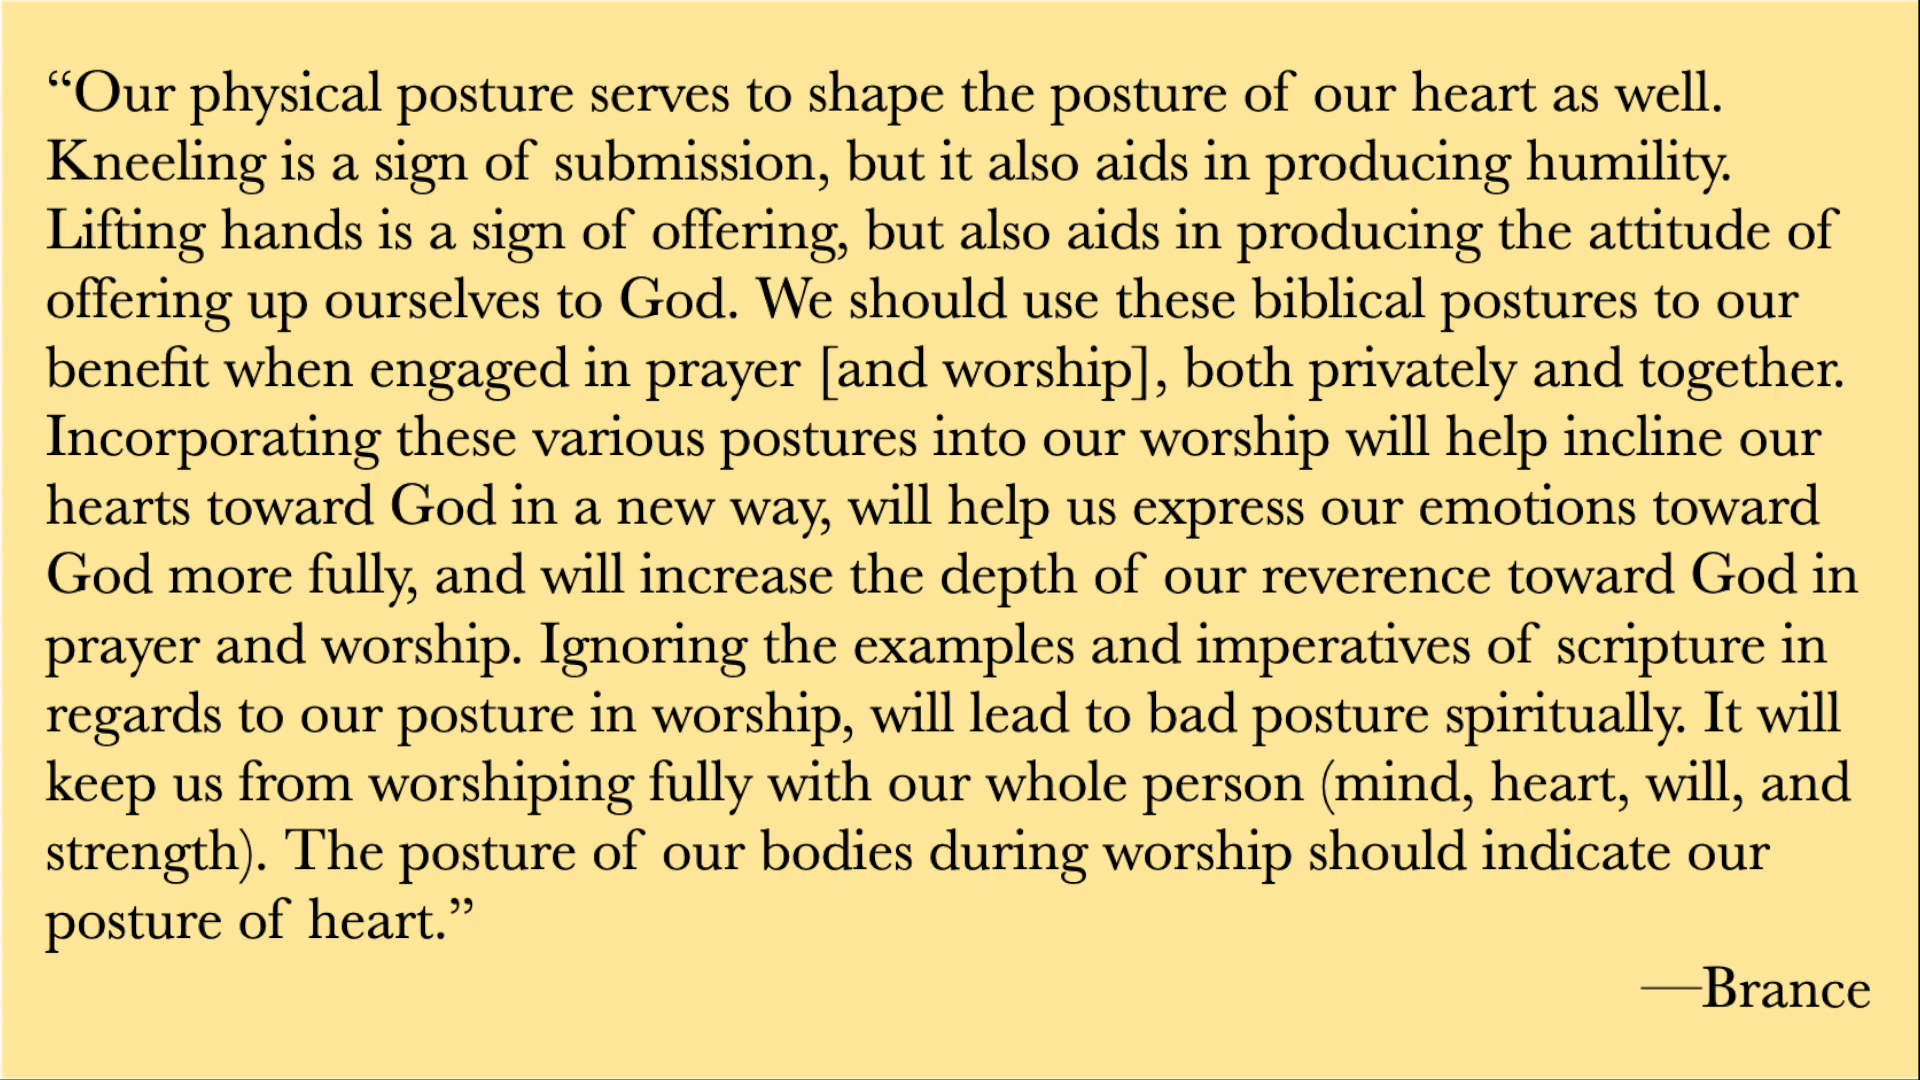 “Our physical posture serves to shape the posture of our heart as well.
Kneeling is a sign of submission, but it also aids in producing humility.
Lifting hands is a sign of offering, but also aids in producing the attitude of
offering up ourselves to God. We should use these biblical postures to our
benefit when engaged in prayer [and worship], both privately and together.
Incorporating these various postures into our worship will help incline our
hearts toward God in a new way, will help us express our emotions toward
God more fully, and will increase the depth of our reverence toward God in
prayer and worship. Ignoring the examples and imperatives of scripture in
regards to our posture in worship, will lead to bad posture spiritually. It will
keep us from worshiping fully with our whole person (mind, heart, will, and
strength). The posture of our bodies during worship should indicate our
posture of heart.”
—Brance